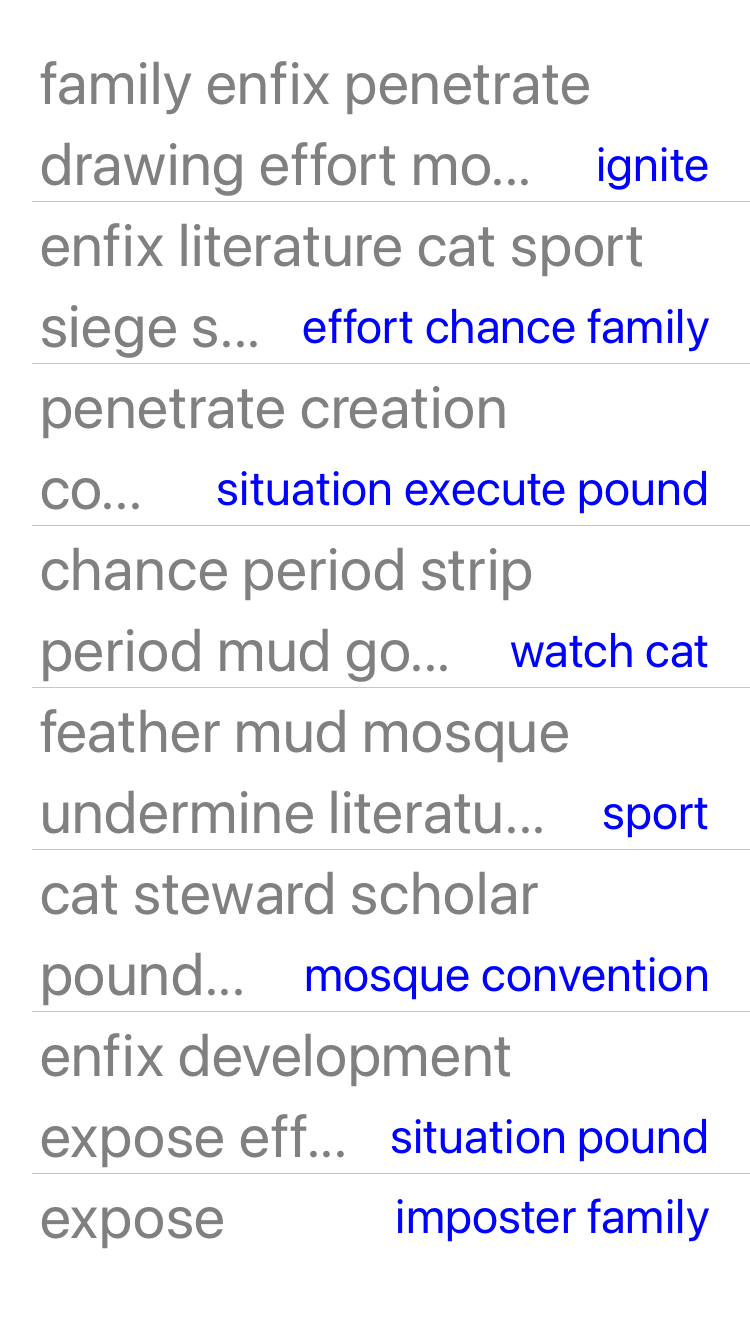 family enfix penetrate
drawing effort mo... ignite
enfix literature cat sport
siege s... effort chance family
penetrate creation
co... situation execute pound
chance period strip
period mud go... watch cat
feather mud mosque
undermine literatu... sport
cat steward scholar
pound... mosque convention
enfix development
expose eff... situation pound
expose imposter family